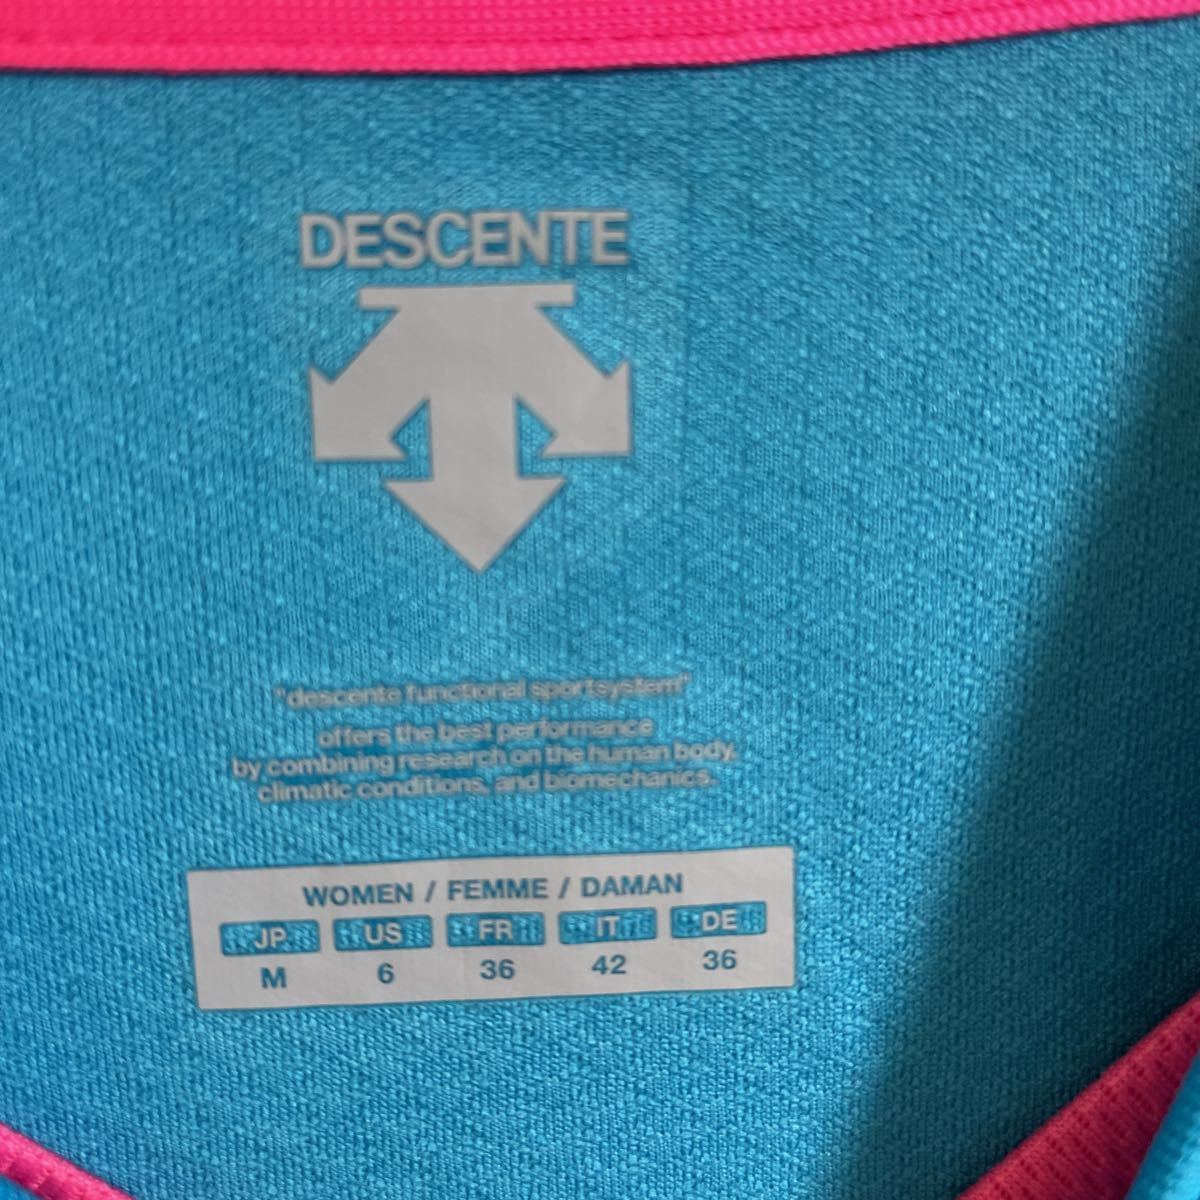 DESCENTE
"descente functional sportsystem"
offers the best performance
by combining research on the human body,
climatic conditions, and biomechanics.
WOMEN / FEMME / DAMAN
JP US FR IT DE
M 6 36 42 36